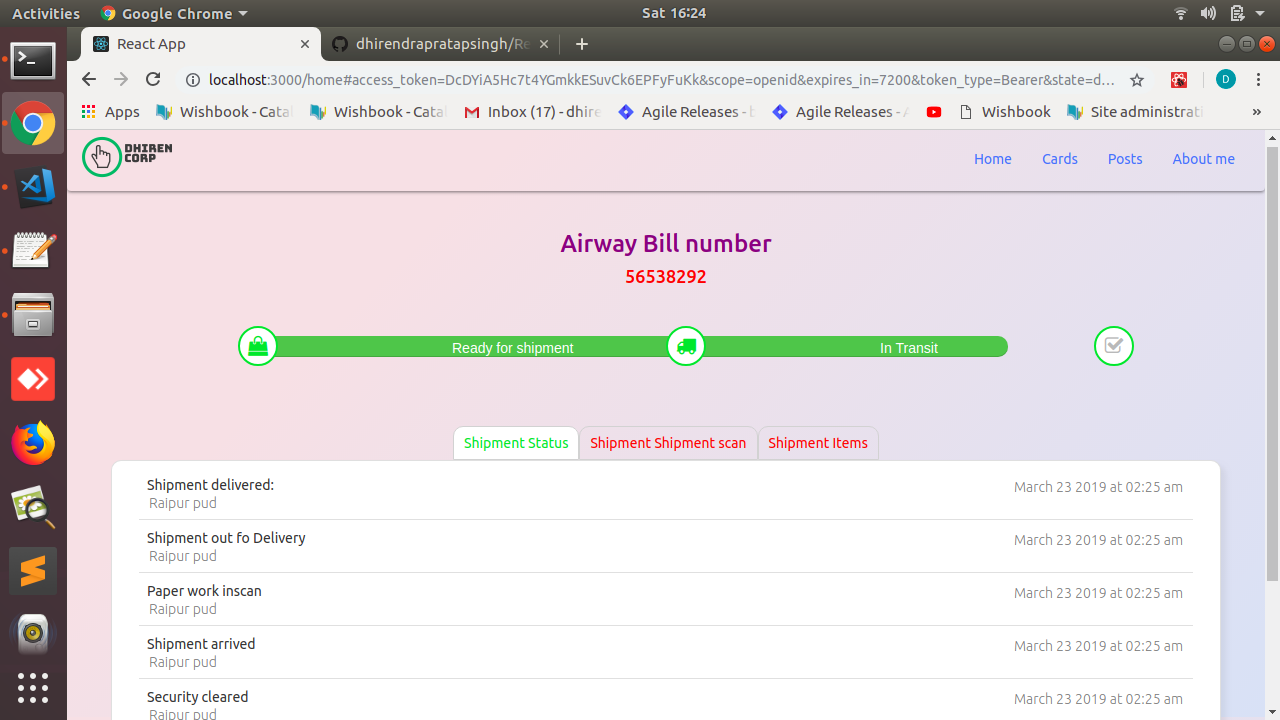 Activities
Google Chrome
Sat 16:24
React App
dhirendrapratapsingh/Re
localhost:3000/home#access_token=DcDYiA5Hc7t4YGmkkESuvCk6EPFyFuKk&scope=openid&expires_in=7200&token_type=Bearer&state=d...
D
Apps
Wishbook - Catal
Wishbook - Catal
Inbox (17) - dhire
Agile Releases - b
Agile Releases - A
Wishbook
Site administrati
»
DHIREN
CORP
Home
Cards
Posts
About me
Airway Bill number
56538292
Ready for shipment
In Transit
Shipment Status
Shipment Shipment scan
Shipment Items
Shipment delivered:
March 23 2019 at 02:25 am
Raipur pud
Shipment out fo Delivery
March 23 2019 at 02:25 am
Raipur pud
Paper work inscan
March 23 2019 at 02:25 am
Raipur pud
Shipment arrived
March 23 2019 at 02:25 am
Raipur pud
Security cleared
March 23 2019 at 02:25 am
Raipur pud